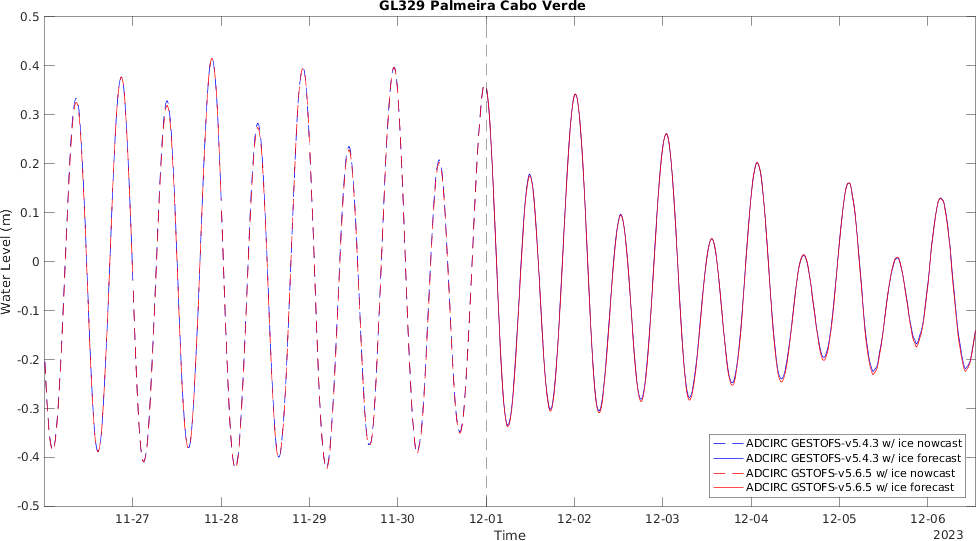 GL329 Palmeira Cabo Verde
0.5
0.4
0.3
0.2
0.1
0
-0.1
-0.2
-0.3
-0.4
-0.5
Water Level (m)
ADCIRC GESTOFS-v5.4.3 w/ ice nowcast
ADCIRC GESTOFS-v5.4.3 w/ ice forecast
ADCIRC GSTOFS-v5.6.5 w/ ice nowcast
ADCIRC GSTOFS-v5.6.5 w/ ice forecast
11-27 11-28 11-29 11-30 12-01 12-02 12-03 12-04 12-05 12-06
Time
2023